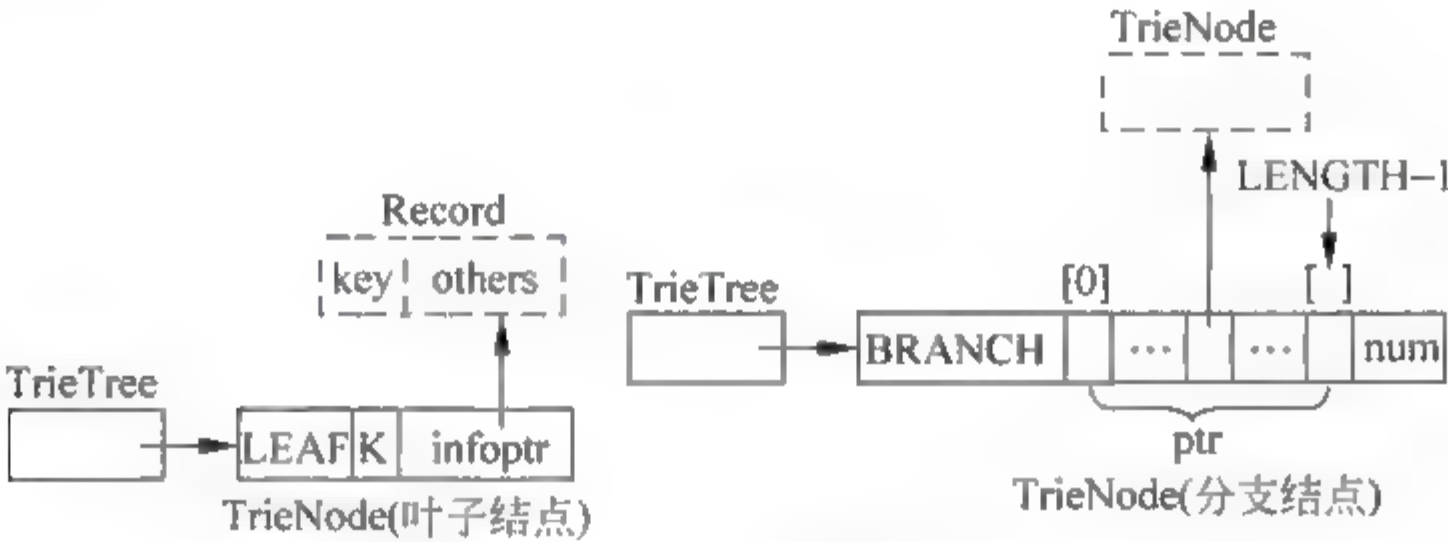 TrieNode
LENGTH-1
Record
key others
TrieTree
[0] [ ]
BRANCH ... ... num
TrieTree
LEAF K infoptr
ptr
TrieNode(叶子结点)
TrieNode(分支结点)